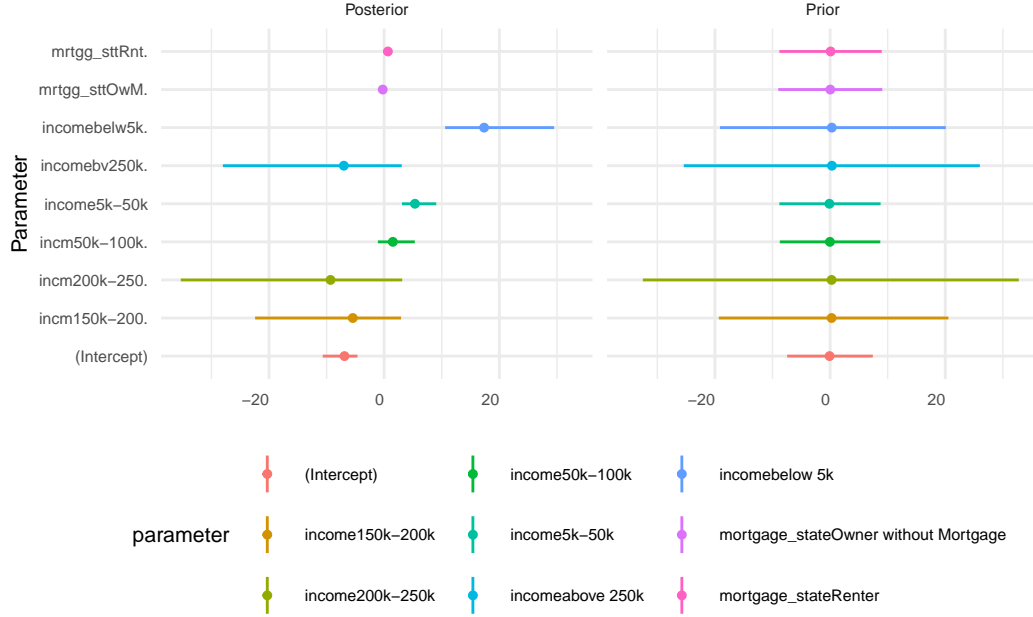 Posterior
Prior
Parameter
mrtgg_sttRnt.
mrtgg_sttOwM.
incomebelw5k.
incomebv250k.
income5k−50k
incm50k−100k.
incm200k−250.
incm150k−200.
(Intercept)
−20 0 20
−20 0 20
parameter
(Intercept)
income50k−100k
incomebelow 5k
income150k−200k
income5k−50k
mortgage_stateOwner without Mortgage
income200k−250k
incomeabove 250k
mortgage_stateRenter